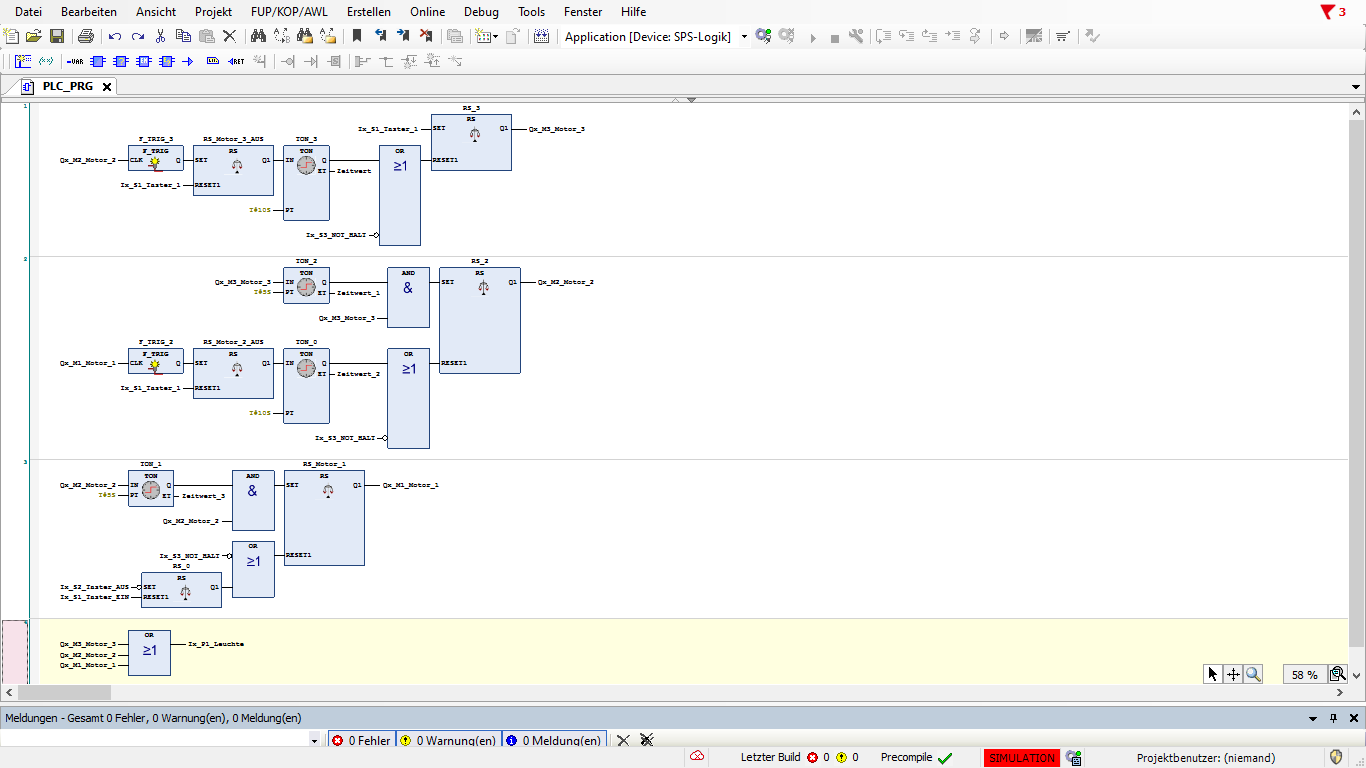 Datei Bearbeiten Ansicht Projekt FUP/KOP/AWL Erstellen Online Debug Tools Fenster Hilfe 3
Application [Device: SPS-Logik]
VAR RET
PLC_PRG
1
RS_3
RS
Ix_S1_Taster_1 SET Q1 Qx_M3_Motor_3
F_TRIG_3 RS_Motor_3_AUS TON_3
F_TRIG RS TON OR
Qx_M2_Motor_2 CLK Q SET Q1 IN Q ≥1 RESET1
ET Zeitwert
Ix_S1_Taster_1 RESET1
T#10S PT
Ix_S3_NOT_HALT
2
TON_2 RS_2
TON AND RS
Qx_M3_Motor_3 IN Q & SET Q1 Qx_M2_Motor_2
T#5S PT ET Zeitwert_1
Qx_M3_Motor_3
F_TRIG_2 RS_Motor_2_AUS TON_0
F_TRIG RS TON OR
Qx_M1_Motor_1 CLK Q SET Q1 IN Q ≥1 RESET1
ET Zeitwert_2
Ix_S1_Taster_1 RESET1
T#10S PT
Ix_S3_NOT_HALT
3
TON_1 RS_Motor_1
TON AND RS
Qx_M2_Motor_2 IN Q & SET Q1 Qx_M1_Motor_1
T#5S PT ET Zeitwert_3
Qx_M2_Motor_2
OR
Ix_S3_NOT_HALT ≥1 RESET1
RS_0
RS
Ix_S2_Taster_AUS SET Q1
Ix_S1_Taster_EIN RESET1
OR
Qx_M3_Motor_3 ≥1 Ix_P1_Leuchte
Qx_M2_Motor_2
Qx_M1_Motor_1
58 %
Meldungen - Gesamt 0 Fehler, 0 Warnung(en), 0 Meldung(en)
0 Fehler 0 Warnung(en) 0 Meldung(en)
Letzter Build 0 0 Precompile SIMULATION Projektbenutzer: (niemand)